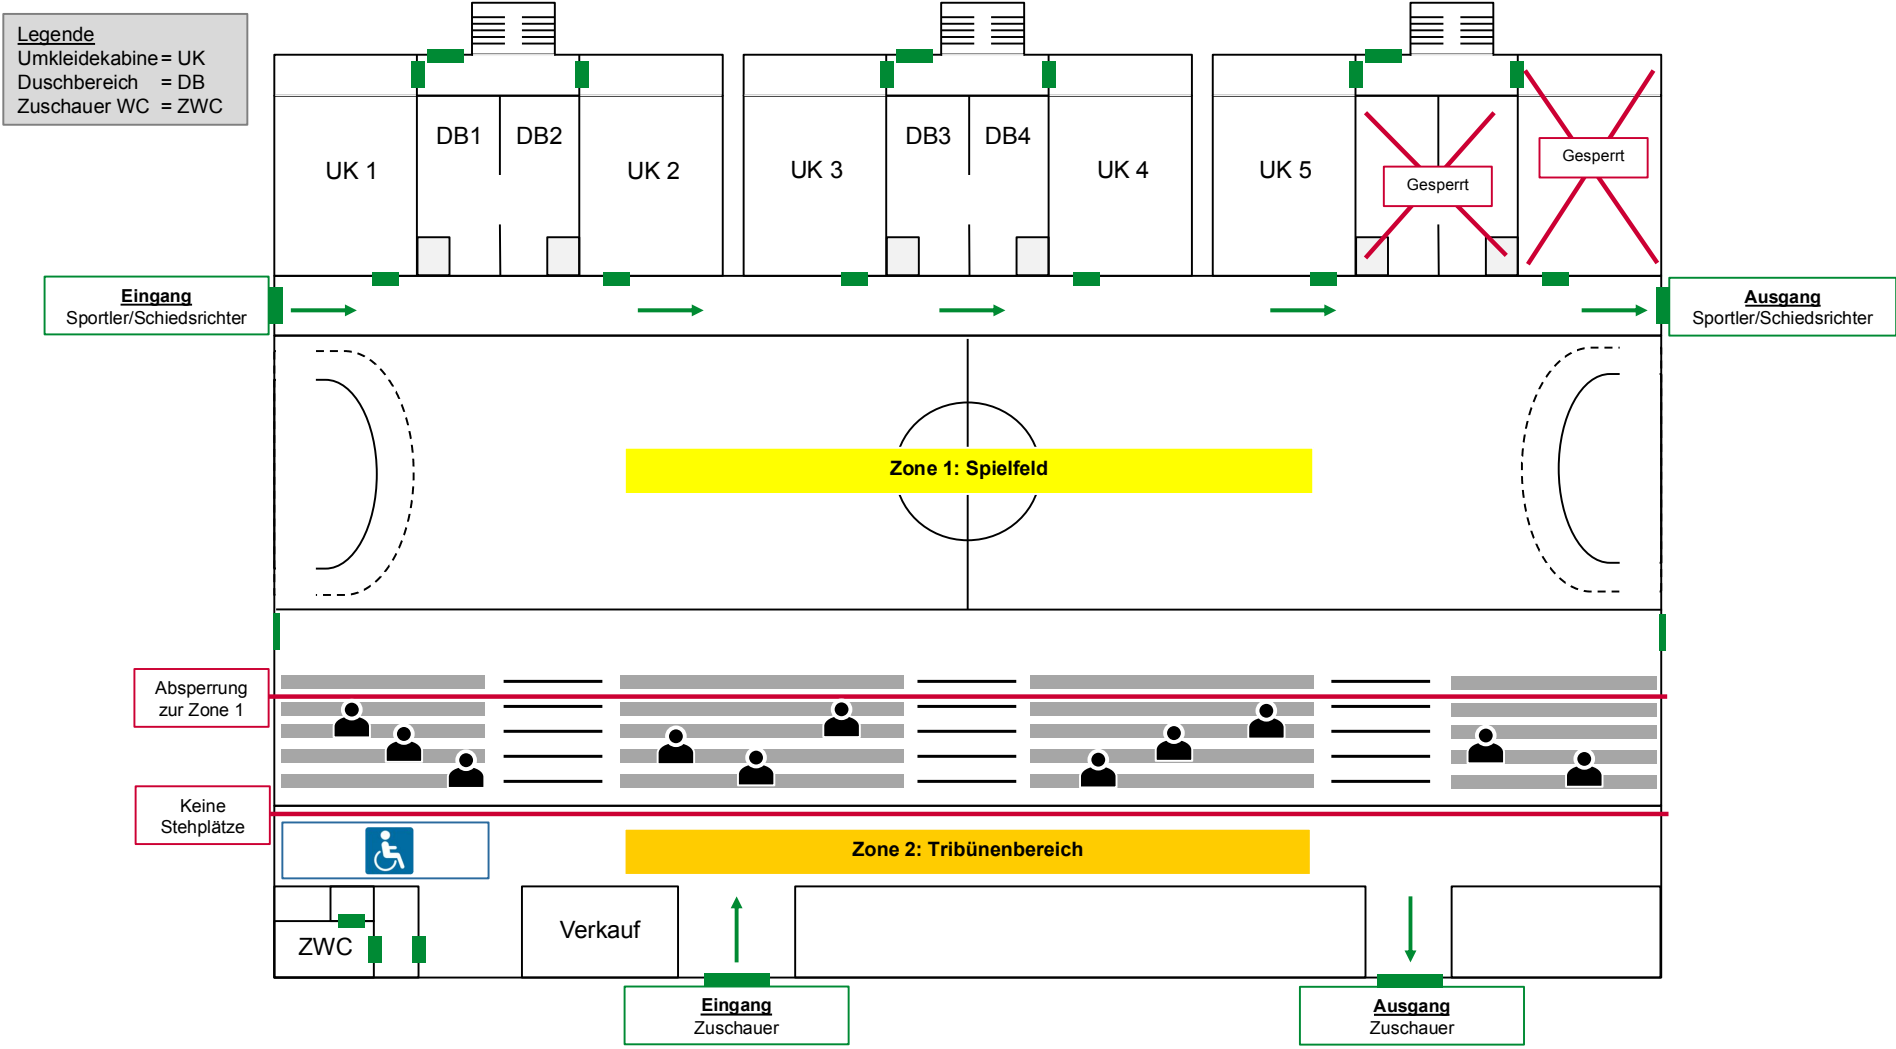 Legende
Umkleidekabine = UK
Duschbereich = DB
Zuschauer WC = ZWC
DB1
DB2
DB3
DB4
UK 1
UK 2
UK 3
UK 4
UK 5
Gesperrt
Gesperrt
Eingang
Sportler/Schiedsrichter
Ausgang
Sportler/Schiedsrichter
Zone 1: Spielfeld
Absperrung
zur Zone 1
Keine
Stehplätze
Zone 2: Tribünenbereich
Verkauf
ZWC
Eingang
Zuschauer
Ausgang
Zuschauer